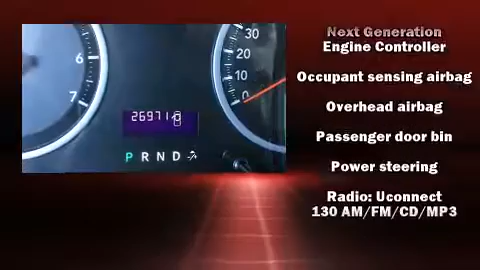 Next Generation
Engine Controller
Occupant sensing airbag
Overhead airbag
Passenger door bin
Power steering
Radio: Uconnect
130 AM/FM/CD/MP3
30
20
10
0
6
7
P R N D